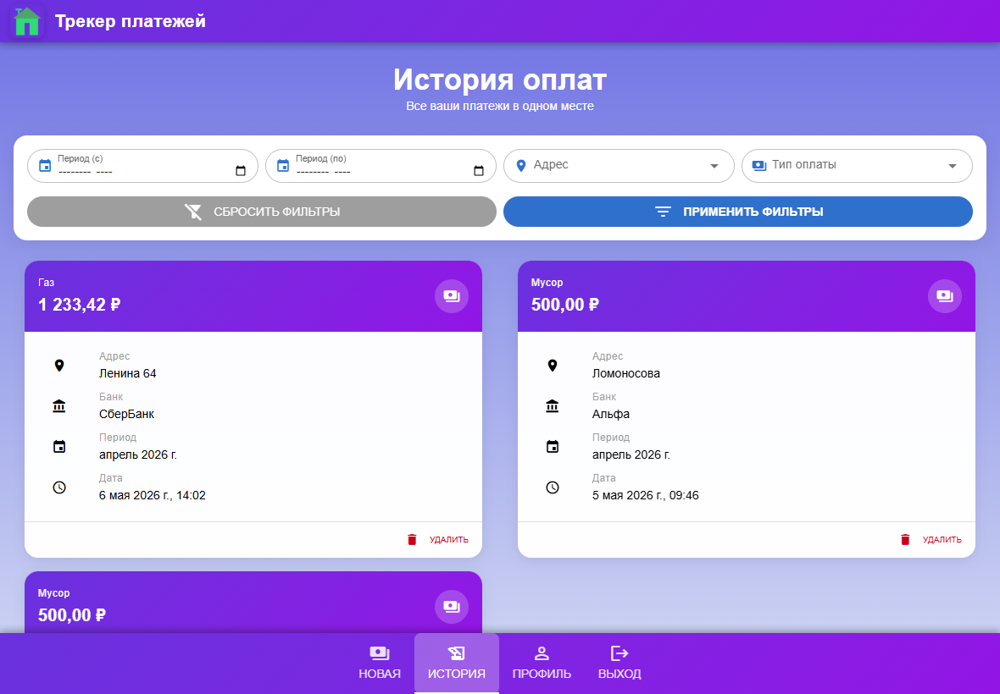 Трекер платежей
История оплат
Все ваши платежи в одном месте
Период (с)
-------- ----
Период (по)
-------- ----
Адрес
Тип оплаты
СБРОСИТЬ ФИЛЬТРЫ
ПРИМЕНИТЬ ФИЛЬТРЫ
Газ
1 233,42 ₽
Адрес
Ленина 64
Банк
СберБанк
Период
апрель 2026 г.
Дата
6 мая 2026 г., 14:02
УДАЛИТЬ
Мусор
500,00 ₽
Адрес
Ломоносова
Банк
Альфа
Период
апрель 2026 г.
Дата
5 мая 2026 г., 09:46
УДАЛИТЬ
Мусор
500,00 ₽
НОВАЯ
ИСТОРИЯ
ПРОФИЛЬ
ВЫХОД